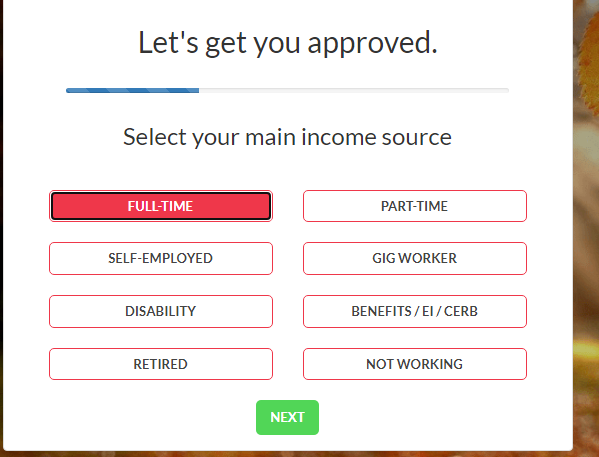 Let's get you approved.
Select your main income source
FULL-TIME
PART-TIME
SELF-EMPLOYED
GIG WORKER
DISABILITY
BENEFITS / EI / CERB
RETIRED
NOT WORKING
NEXT